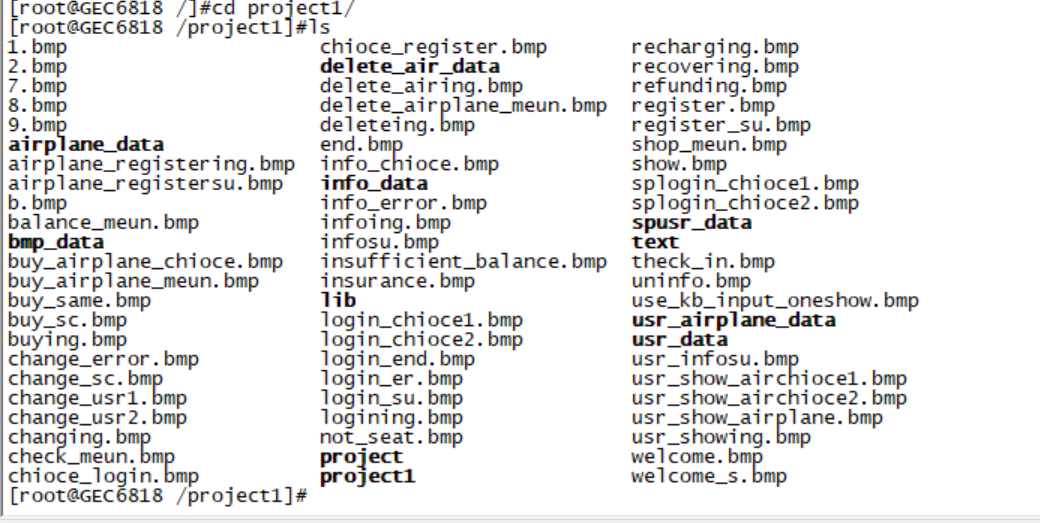 [root@GEC6818 /]#cd project1/
[root@GEC6818 /project1]#ls
1.bmp chioce_register.bmp recharging.bmp
2.bmp delete_air_data recovering.bmp
7.bmp delete_airing.bmp refunding.bmp
8.bmp delete_airplane_meun.bmp register.bmp
9.bmp deleteing.bmp register_su.bmp
airplane_data end.bmp shop_meun.bmp
airplane_registering.bmp info_chioce.bmp show.bmp
airplane_registersu.bmp info_data splogin_chioce1.bmp
b.bmp info_error.bmp splogin_chioce2.bmp
balance_meun.bmp infoing.bmp spusr_data
bmp_data infosu.bmp text
buy_airplane_chioce.bmp insufficient_balance.bmp theck_in.bmp
buy_airplane_meun.bmp insurance.bmp uninfo.bmp
buy_same.bmp lib use_kb_input_oneshow.bmp
buy_sc.bmp login_chioce1.bmp usr_airplane_data
buying.bmp login_chioce2.bmp usr_data
change_error.bmp login_end.bmp usr_infosu.bmp
change_sc.bmp login_er.bmp usr_show_airchioce1.bmp
change_usr1.bmp login_su.bmp usr_show_airchioce2.bmp
change_usr2.bmp logining.bmp usr_show_airplane.bmp
changing.bmp not_seat.bmp usr_showing.bmp
check_meun.bmp project welcome.bmp
chioce_login.bmp project1 welcome_s.bmp
[root@GEC6818 /project1]#